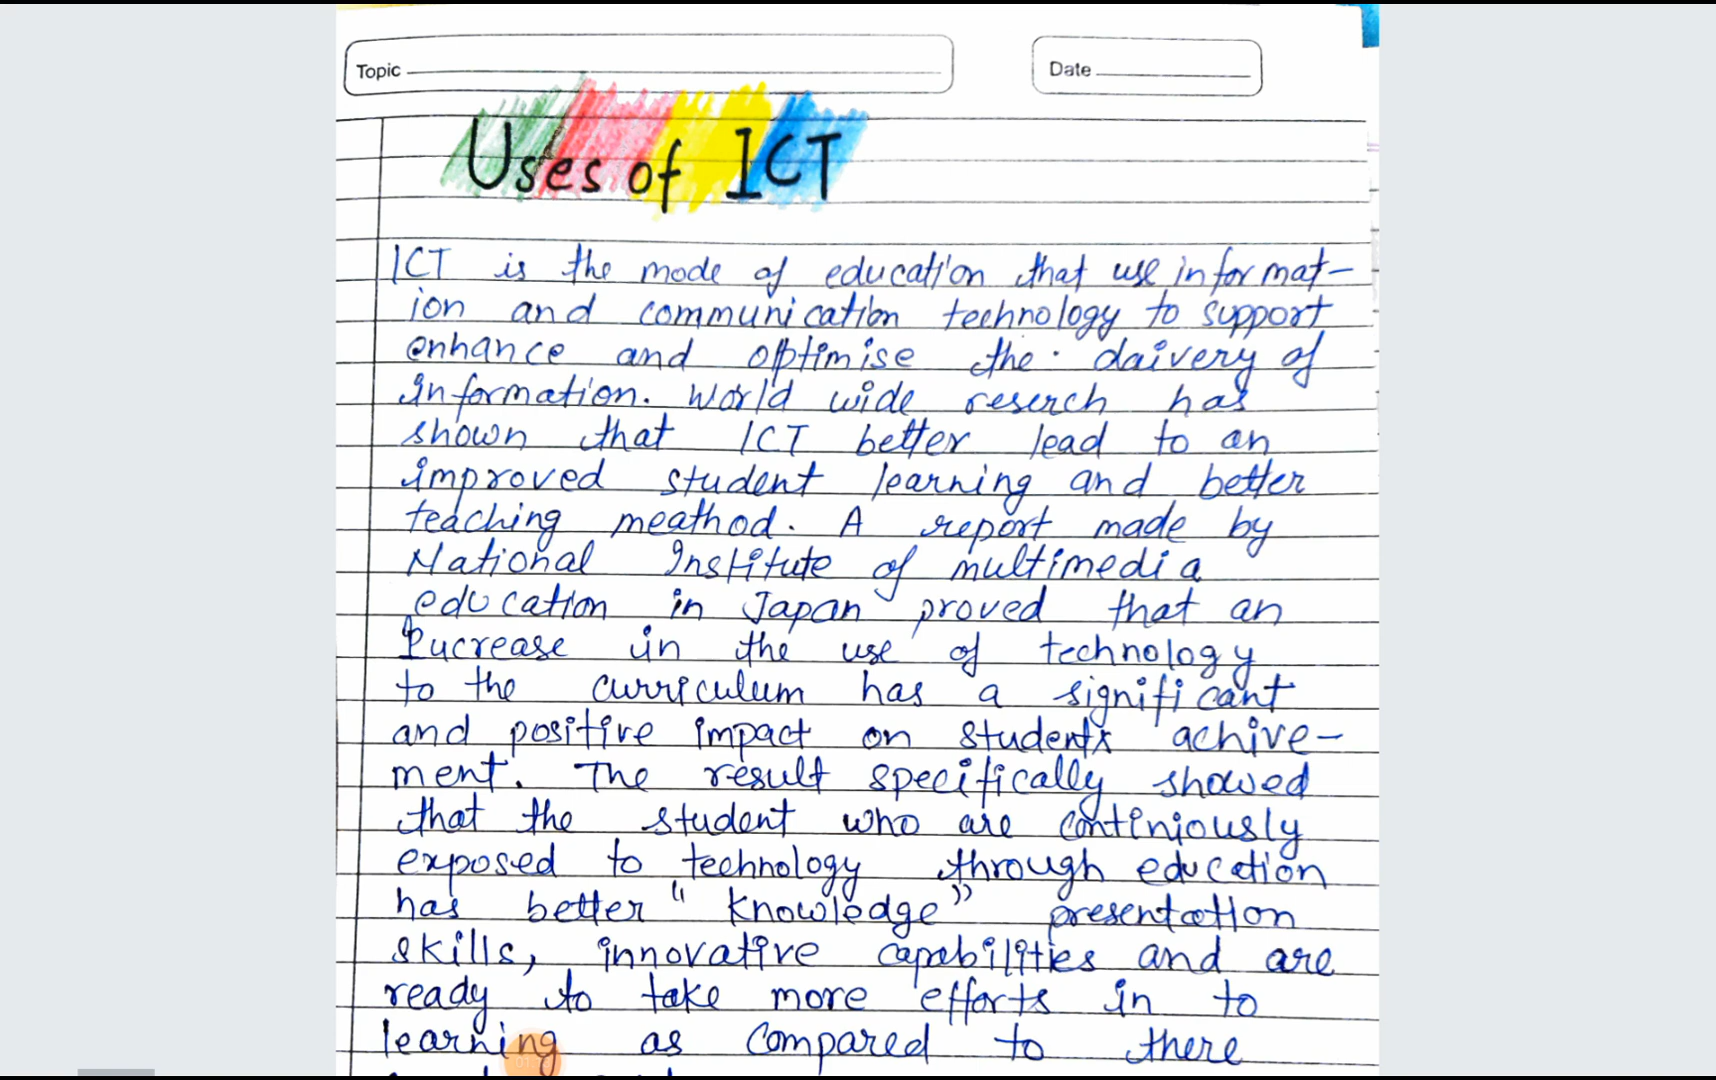 Topic
Date
Uses of ICT
ICT is the mode of education that use informat-
ion and communication technology to support
enhance and optimise the daivery of
Information. World wide reserch has
shown that ICT better lead to an
improved student learning and better
teaching meathod. A report made by
National Institute of multimedia
education in Japan proved that an
Iucrease in the use of technology
to the curriculum has a significant
and positive impact on students achive-
ment. The result specifically showed
that the student who are continiously
exposed to technology through education
has better "knowledge" presentation
skills, innovative capabilities and are
ready to take more efforts in to
learning as compared to there